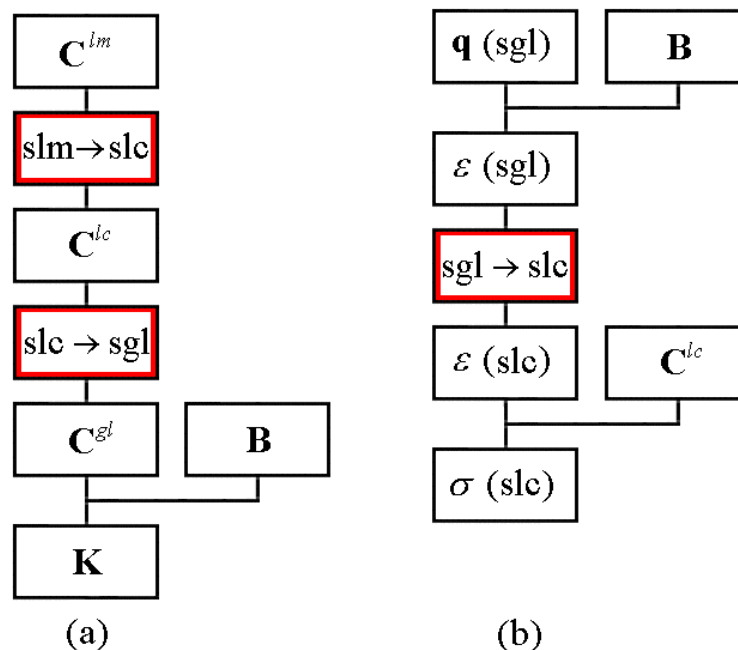 C^{lm}
slm → slc
C^{lc}
slc → sgl
C^{gl}
B
K
(a)
q (sgl)
B
ε (sgl)
sgl → slc
ε (slc)
C^{lc}
σ (slc)
(b)